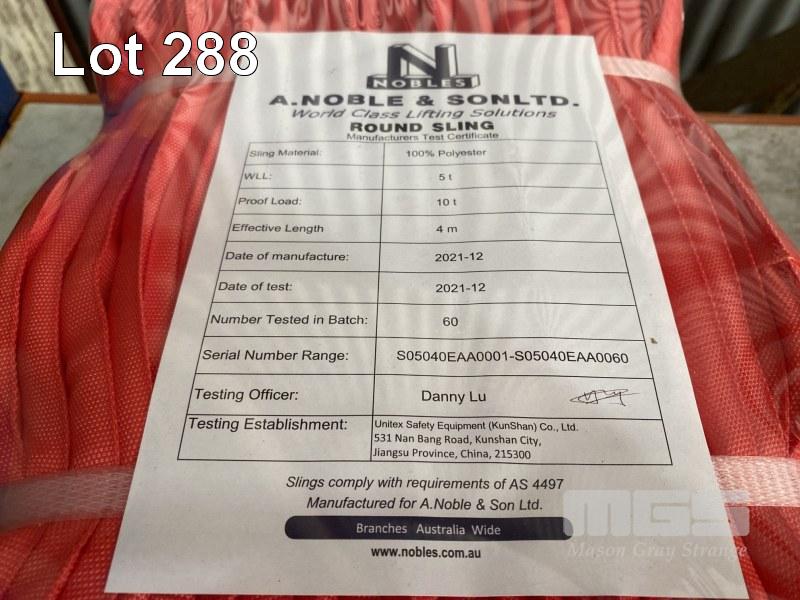 Lot 288
N
NOBLES
A.NOBLE & SONLTD.
World Class Lifting Solutions
ROUND SLING
Manufacturers Test Certificate
Sling Material: 100% Polyester
WLL: 5 t
Proof Load: 10 t
Effective Length 4 m
Date of manufacture: 2021-12
Date of test: 2021-12
Number Tested in Batch: 60
Serial Number Range: S05040EAA0001-S05040EAA0060
Testing Officer: Danny Lu
Testing Establishment: Unitex Safety Equipment (KunShan) Co., Ltd.
531 Nan Bang Road, Kunshan City,
Jiangsu Province, China, 215300
Slings comply with requirements of AS 4497
Manufactured for A.Noble & Son Ltd.
Branches Australia Wide
www.nobles.com.au
MGS
Mason Gray Strange